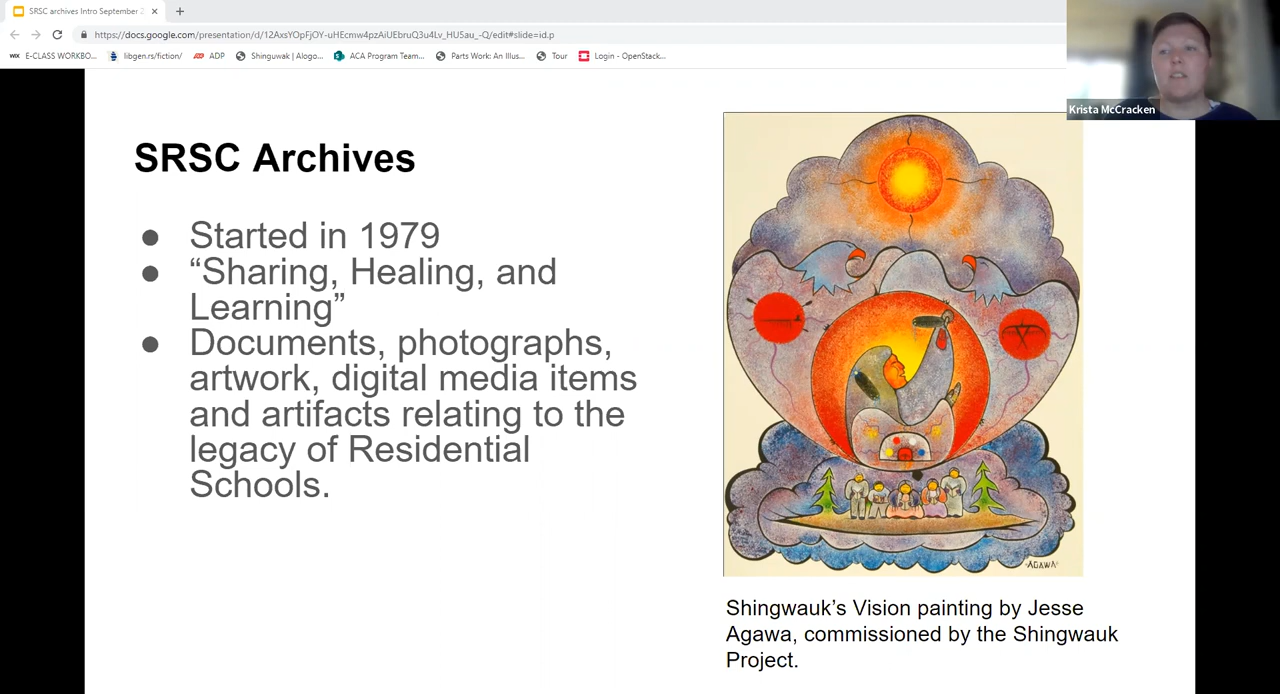 SRSC archives Intro September 2
https://docs.google.com/presentation/d/12AxsYOpFjOY-uHEcmw4pzAiUEbruQ3u4Lv_HUSau_-Q/edit#slide=id.p
WIX E-CLASS WORKBO... libgen.rs/fiction/ ADP Shinguwak | Alogo... ACA Program Team... Parts Work: An Illus... Tour Login - OpenStack...
Krista McCracken
SRSC Archives
● Started in 1979
● “Sharing, Healing, and
Learning”
● Documents, photographs,
artwork, digital media items
and artifacts relating to the
legacy of Residential
Schools.
AGAWA
Shingwauk’s Vision painting by Jesse
Agawa, commissioned by the Shingwauk
Project.